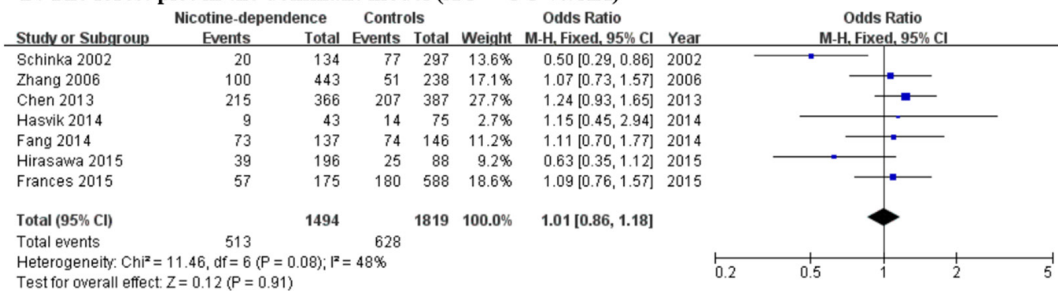 Nicotine-dependence Controls Odds Ratio Odds Ratio
Study or Subgroup Events Total Events Total Weight M-H, Fixed, 95% CI Year M-H, Fixed, 95% CI
Schinka 2002 20 134 77 297 13.6% 0.50 [0.29, 0.86] 2002
Zhang 2006 100 443 51 238 17.1% 1.07 [0.73, 1.57] 2006
Chen 2013 215 366 207 387 27.7% 1.24 [0.93, 1.65] 2013
Hasvik 2014 9 43 14 75 2.7% 1.15 [0.45, 2.94] 2014
Fang 2014 73 137 74 146 11.2% 1.11 [0.70, 1.77] 2014
Hirasawa 2015 39 196 25 88 9.2% 0.63 [0.35, 1.12] 2015
Frances 2015 57 175 180 588 18.6% 1.09 [0.76, 1.57] 2015
Total (95% CI) 1494 1819 100.0% 1.01 [0.86, 1.18]
Total events 513 628
Heterogeneity: Chi² = 11.46, df = 6 (P = 0.08); I² = 48%
Test for overall effect: Z = 0.12 (P = 0.91)
0.2 0.5 1 2 5